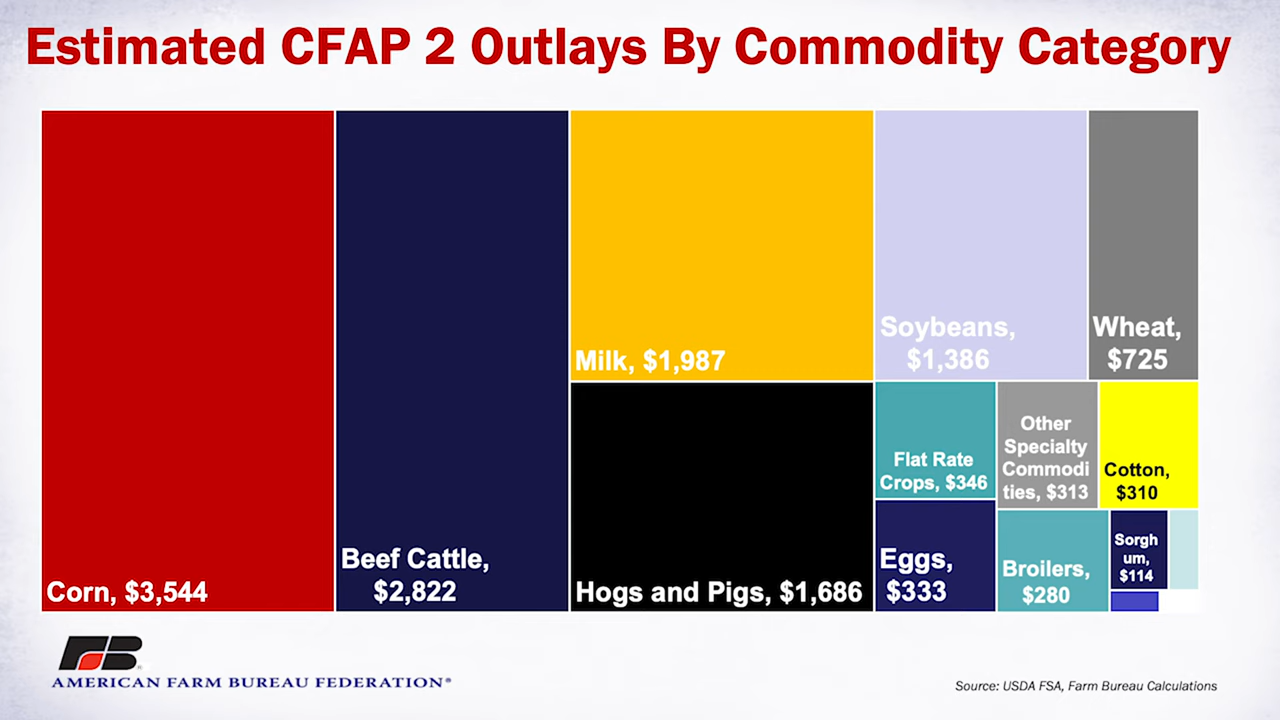 Estimated CFAP 2 Outlays By Commodity Category
Corn, $3,544
Beef Cattle,
$2,822
Milk, $1,987
Hogs and Pigs, $1,686
Soybeans,
$1,386
Wheat,
$725
Flat Rate
Crops, $346
Other
Specialty
Commodi
ties, $313
Cotton,
$310
Eggs,
$333
Broilers,
$280
Sorgh
um,
$114
FB
AMERICAN FARM BUREAU FEDERATION®
Source: USDA FSA, Farm Bureau Calculations